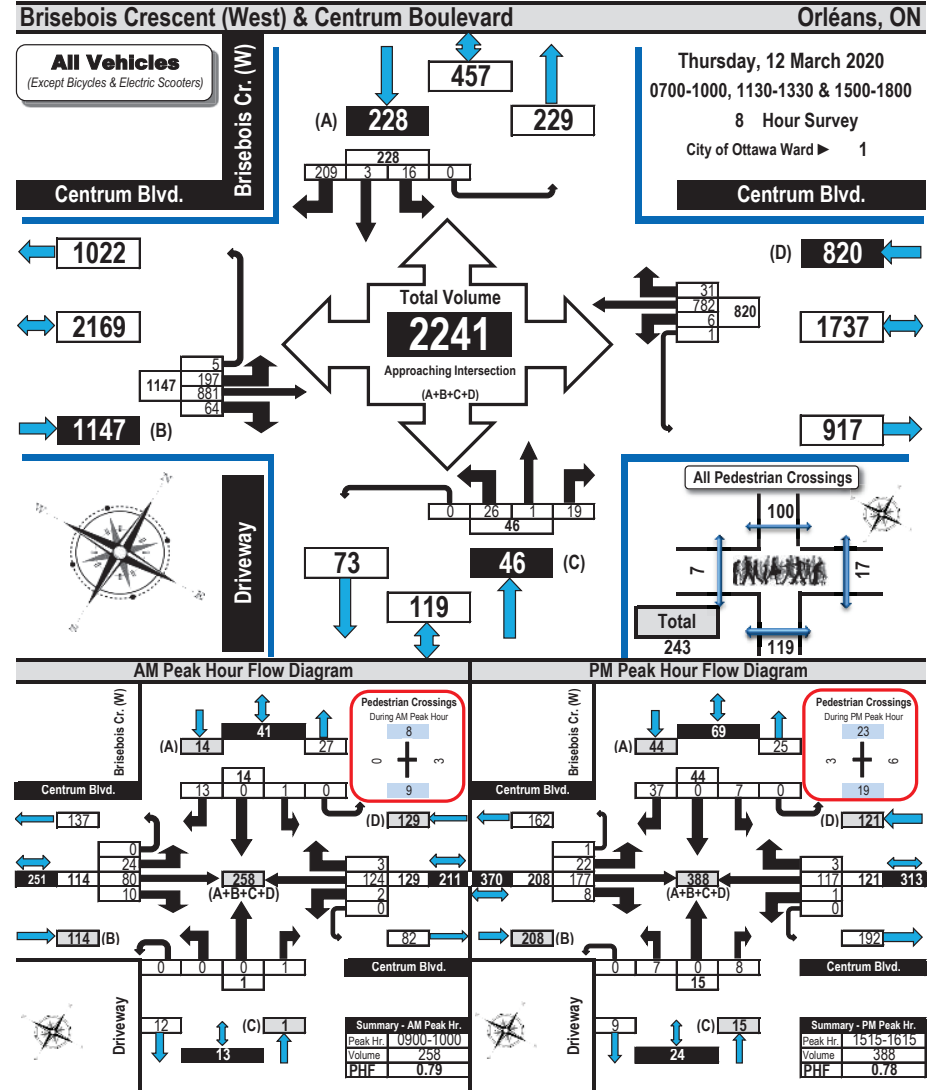 Brisebois Crescent (West) & Centrum Boulevard Orléans, ON
All Vehicles
(Except Bicycles & Electric Scooters)
Brisebois Cr. (W)
Centrum Blvd.
457
(A) 228
229
228
209 3 16 0
Thursday, 12 March 2020
0700-1000, 1130-1330 & 1500-1800
8 Hour Survey
City of Ottawa Ward ► 1
Centrum Blvd.
1022
2169
5
197
881
64
1147
1147 (B)
Total Volume
2241
Approaching Intersection
(A+B+C+D)
(D) 820
31
782
6
1
820
1737
917
Driveway
0 26 1 19
46
73
46 (C)
119
All Pedestrian Crossings
100
7
17
119
Total
243
AM Peak Hour Flow Diagram
Brisebois Cr. (W)
Centrum Blvd.
41
(A) 14
27
Pedestrian Crossings
During AM Peak Hour
8
0 3
9
14
13 0 1 0
137
(D) 129
0
24
80
10
251 114
258
(A+B+C+D)
3
124
2
0
129 211
114 (B)
82
0 0 0 1
1
Centrum Blvd.
Driveway
12
(C) 1
13
Summary - AM Peak Hr.
Peak Hr. 0900-1000
Volume 258
PHF 0.79
PM Peak Hour Flow Diagram
Brisebois Cr. (W)
Centrum Blvd.
69
(A) 44
25
Pedestrian Crossings
During PM Peak Hour
23
3 6
19
44
37 0 7 0
162
(D) 121
1
22
177
8
370 208
388
(A+B+C+D)
3
117
1
0
121 313
208 (B)
192
0 7 0 8
15
Centrum Blvd.
Driveway
9
(C) 15
24
Summary - PM Peak Hr.
Peak Hr. 1515-1615
Volume 388
PHF 0.78